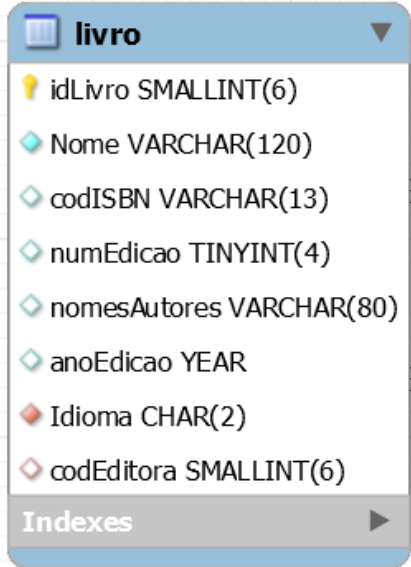 livro
idLivro SMALLINT(6)
Nome VARCHAR(120)
codISBN VARCHAR(13)
numEdicao TINYINT(4)
nomesAutores VARCHAR(80)
anoEdicao YEAR
Idioma CHAR(2)
codEditora SMALLINT(6)
Indexes